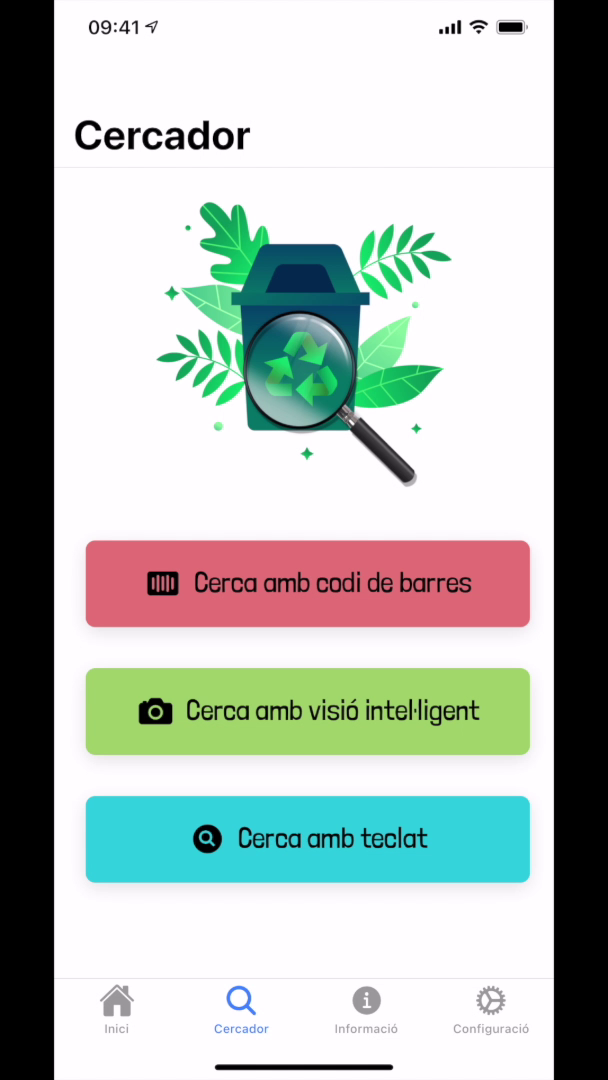 09:41
Cercador
Cerca amb codi de barres
Cerca amb visió intel·ligent
Cerca amb teclat
Inici
Cercador
Informació
Configuració